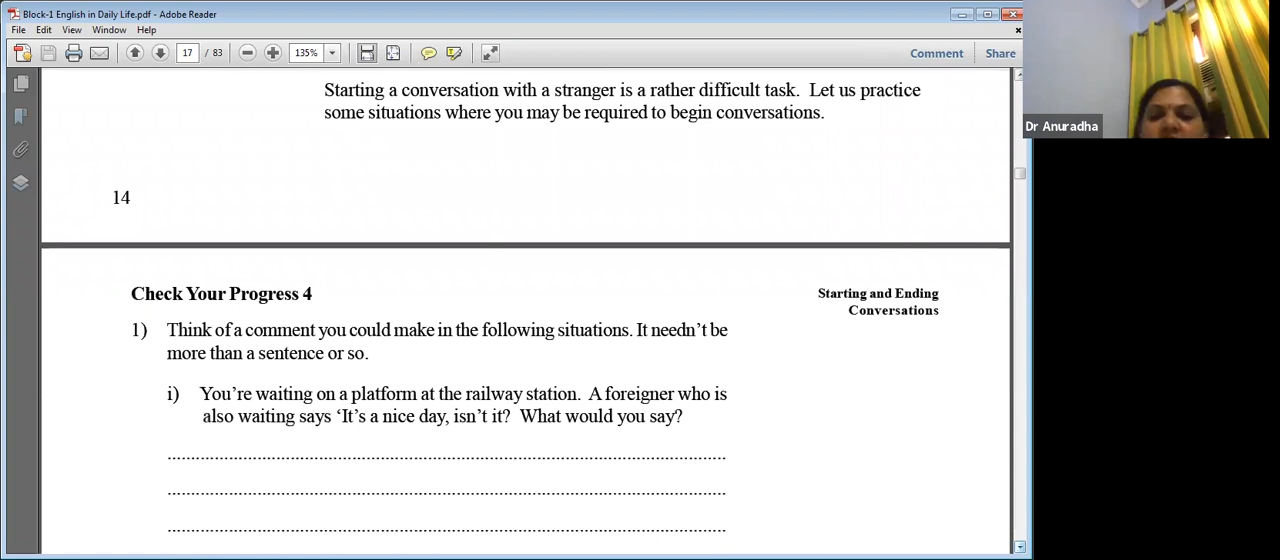 Block-1 English in Daily Life.pdf - Adobe Reader
File Edit View Window Help
17 / 83 135% Comment Share
Starting a conversation with a stranger is a rather difficult task. Let us practice
some situations where you may be required to begin conversations.
Dr Anuradha
14
Check Your Progress 4
Starting and Ending
Conversations
1) Think of a comment you could make in the following situations. It needn't be
more than a sentence or so.
i) You're waiting on a platform at the railway station. A foreigner who is
also waiting says 'It's a nice day, isn't it? What would you say?